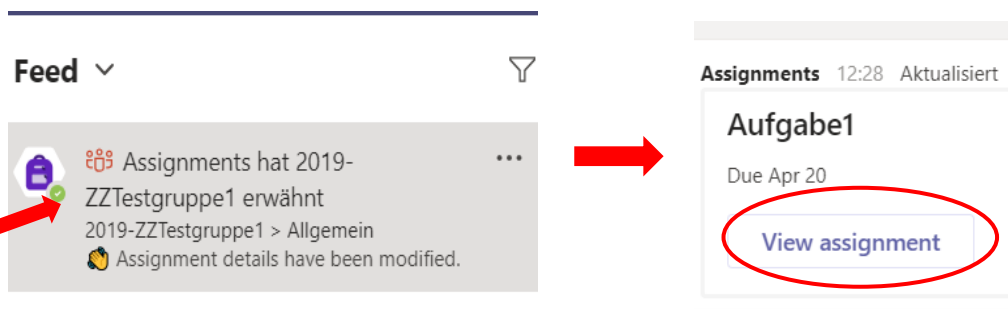 Feed
Assignments hat 2019-
ZZTestgruppe1 erwähnt
2019-ZZTestgruppe1 > Allgemein
Assignment details have been modified.
Assignments 12:28 Aktualisiert
Aufgabe1
Due Apr 20
View assignment